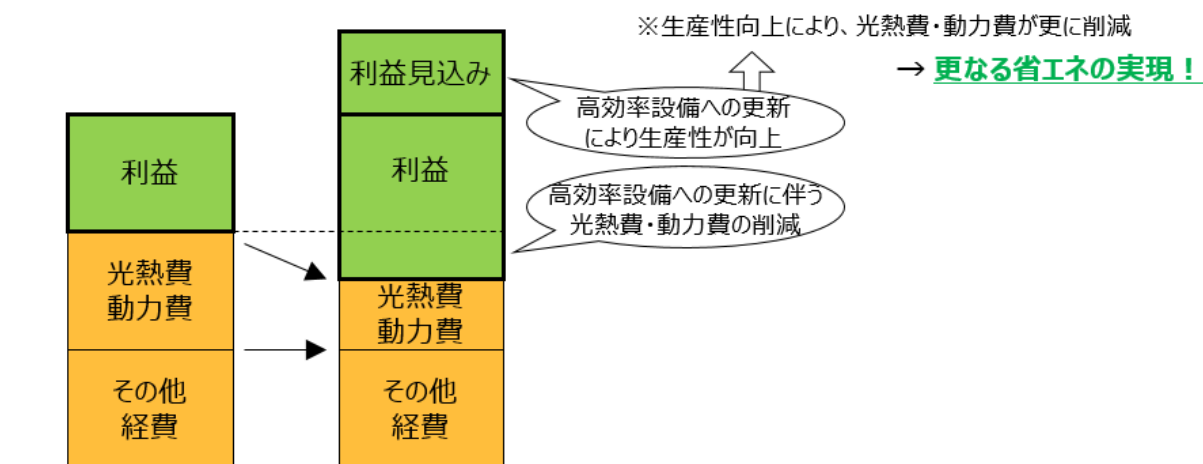 ※生産性向上により、光熱費・動力費が更に削減
→ 更なる省エネの実現！
利益見込み
高効率設備への更新
により生産性が向上
利益
利益
高効率設備への更新に伴う
光熱費・動力費の削減
光熱費
動力費
光熱費
動力費
その他
経費
その他
経費